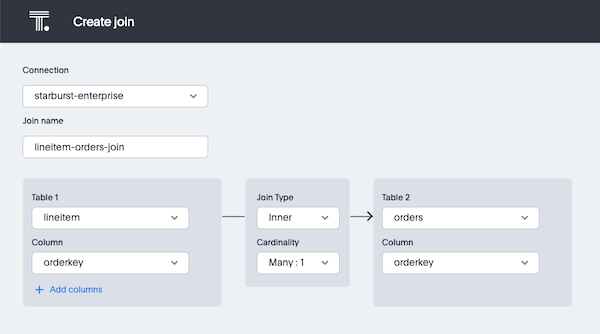 T.
Create join
Connection
starburst-enterprise
Join name
lineitem-orders-join
Table 1
lineitem
Column
orderkey
+ Add columns
Join Type
Inner
Cardinality
Many : 1
Table 2
orders
Column
orderkey